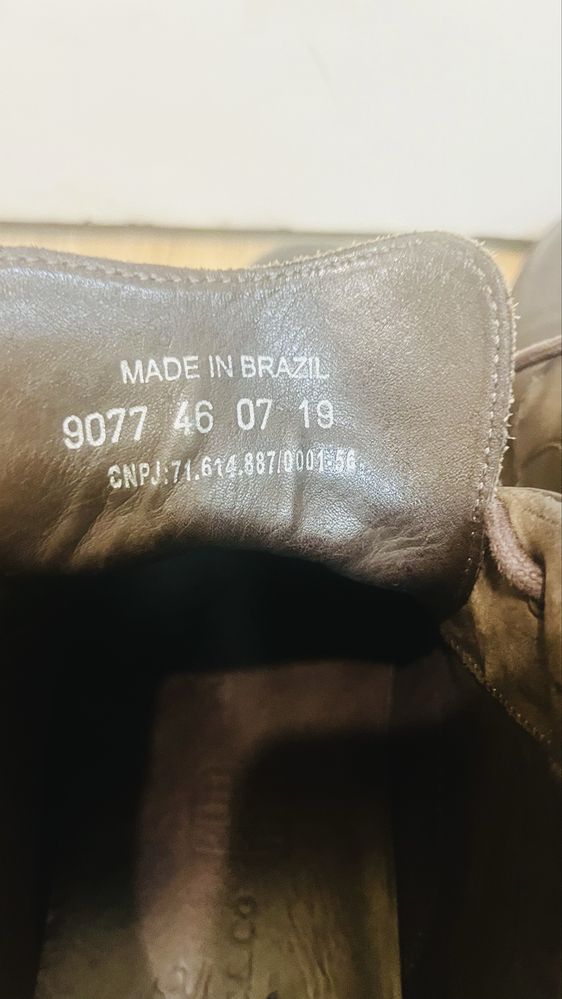 MADE IN BRAZIL
9077 46 07 19
CNPJ:71.614.887/0001-56